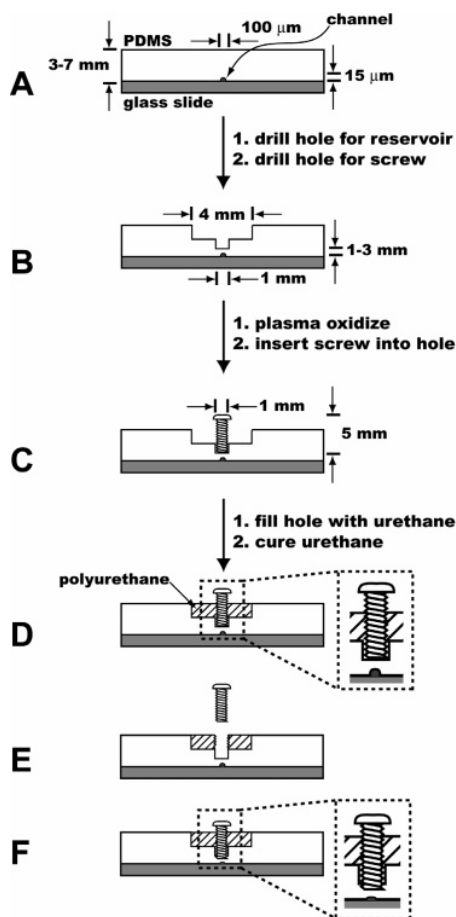 100 μm
channel
PDMS
3-7 mm
15 μm
A
glass slide
1. drill hole for reservoir
2. drill hole for screw
4 mm
B
1-3 mm
1 mm
1. plasma oxidize
2. insert screw into hole
1 mm
5 mm
C
1. fill hole with urethane
2. cure urethane
polyurethane
D
E
F